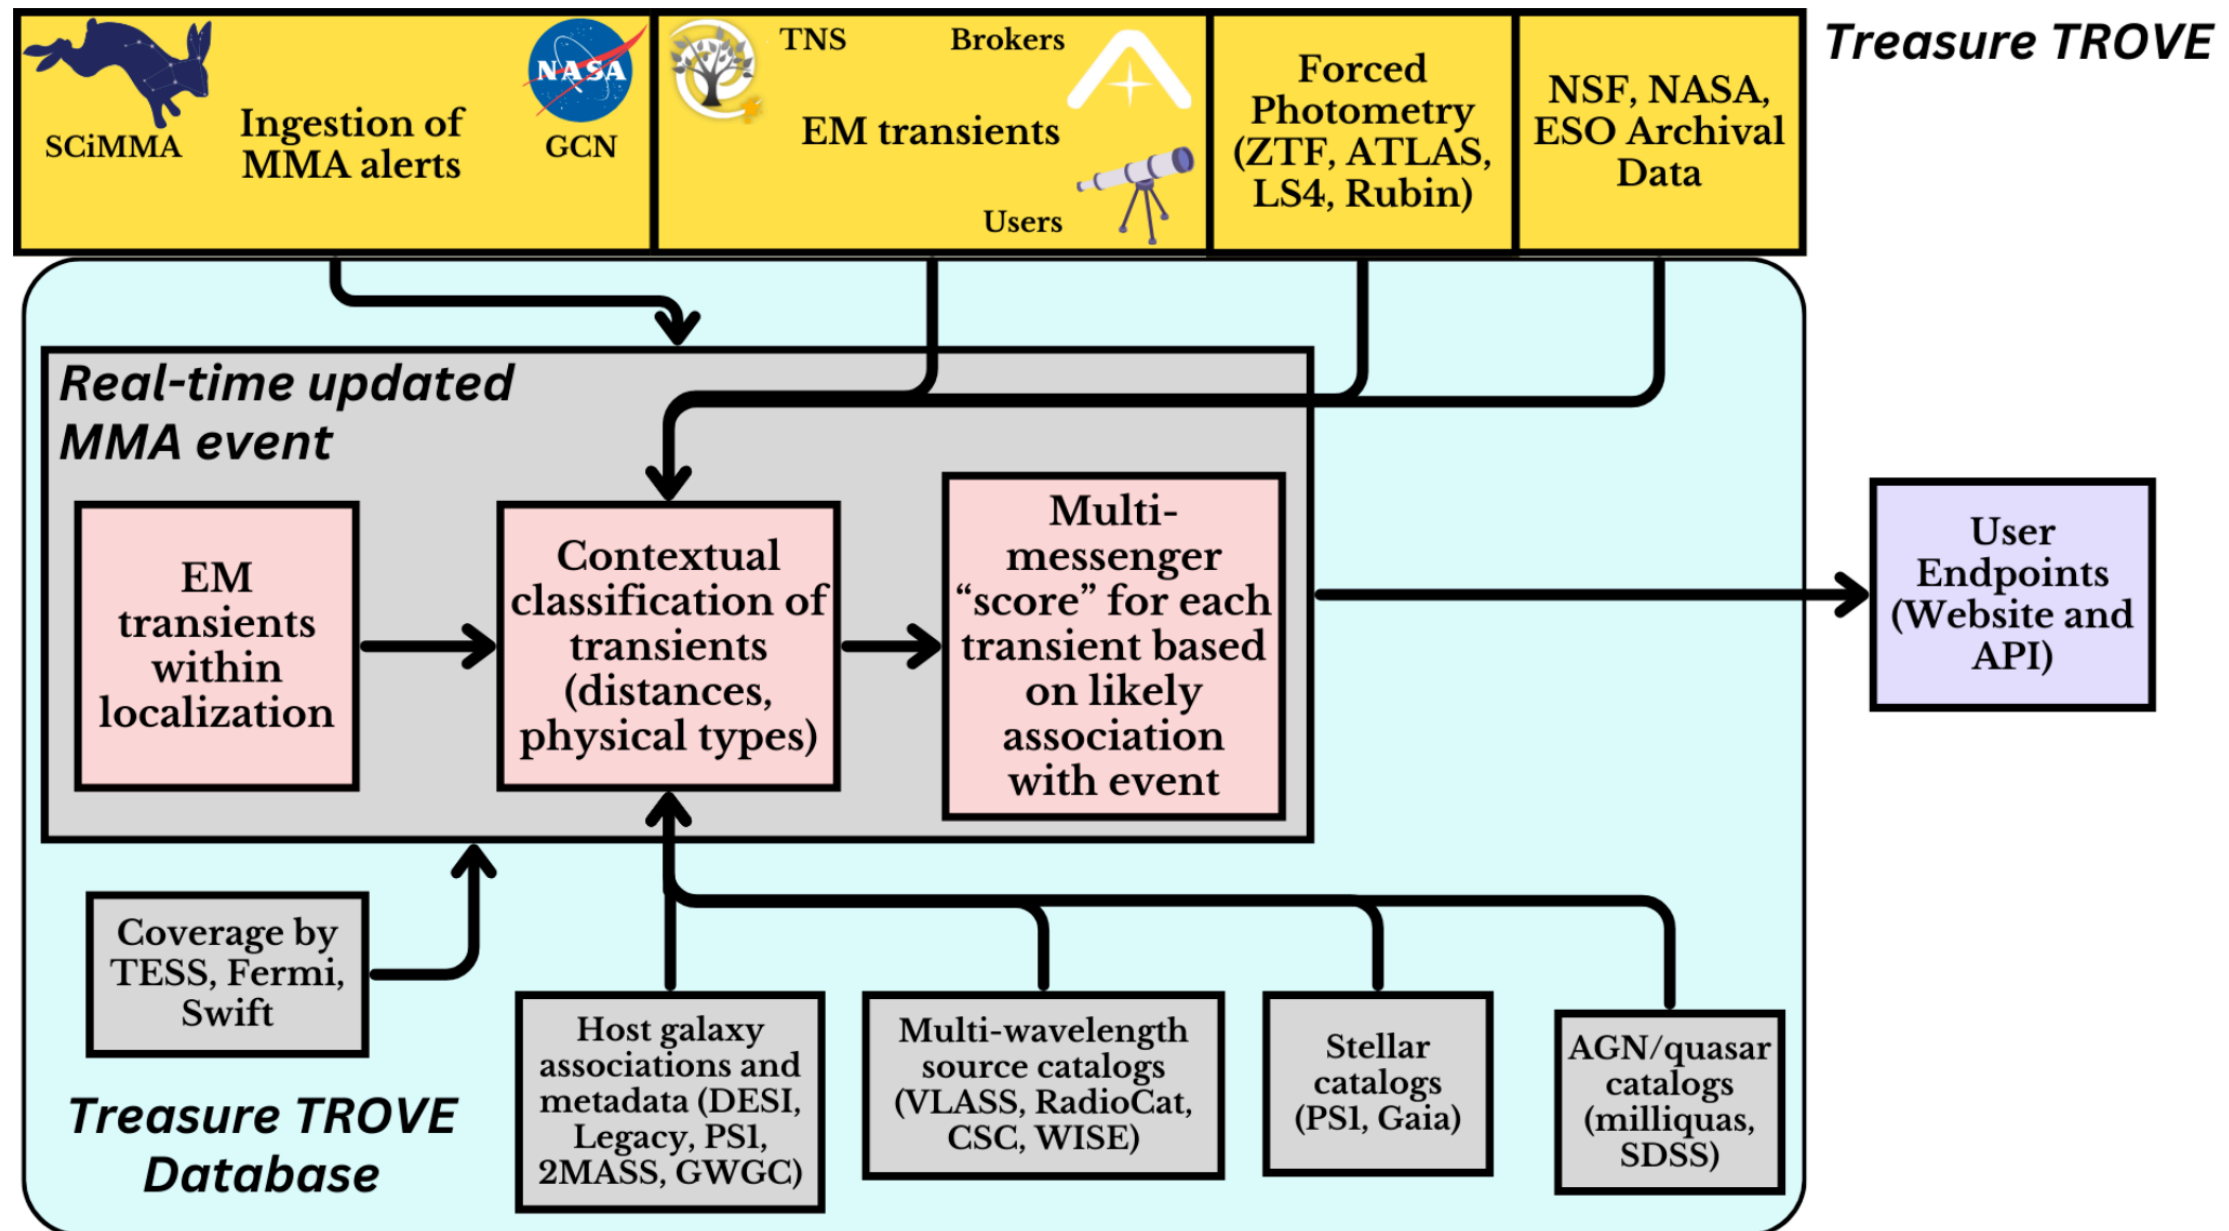 Treasure TROVE
SCiMMA
Ingestion of
MMA alerts
NASA
GCN
TNS
Brokers
EM transients
Users
Forced
Photometry
(ZTF, ATLAS,
LS4, Rubin)
NSF, NASA,
ESO Archival
Data
Real-time updated
MMA event
EM
transients
within
localization
Contextual
classification of
transients
(distances,
physical types)
Multi-
messenger
“score” for each
transient based
on likely
association
with event
User
Endpoints
(Website and
API)
Coverage by
TESS, Fermi,
Swift
Host galaxy
associations and
metadata (DESI,
Legacy, PS1,
2MASS, GWGC)
Multi-wavelength
source catalogs
(VLASS, RadioCat,
CSC, WISE)
Stellar
catalogs
(PS1, Gaia)
AGN/quasar
catalogs
(milliquas,
SDSS)
Treasure TROVE
Database